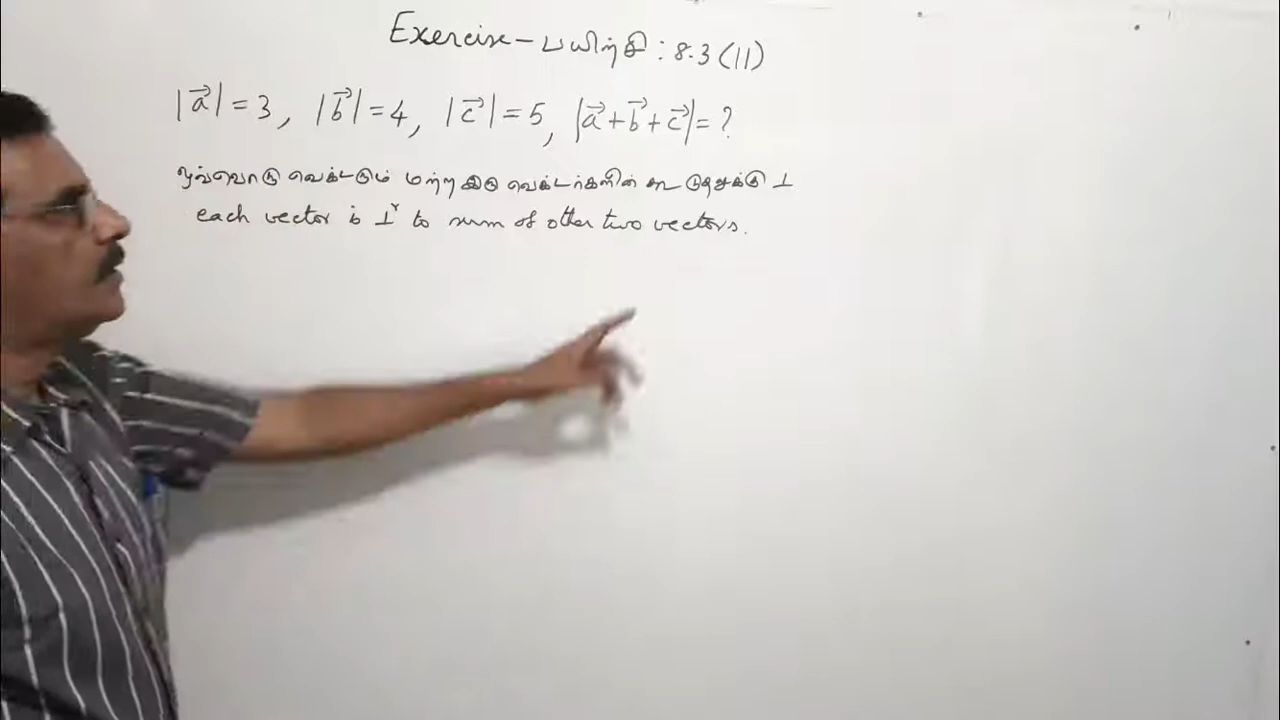 Exercise - பயிற்சி : 8.3 (11)
|a⃗| = 3, |b⃗| = 4, |c⃗| = 5, |a⃗ + b⃗ + c⃗| = ?
ஒவ்வொரு வெக்டரும் மற்ற இரு வெக்டர்களின் கூடுதலுக்கு ⊥
each vector is ⊥r to sum of other two vectors.